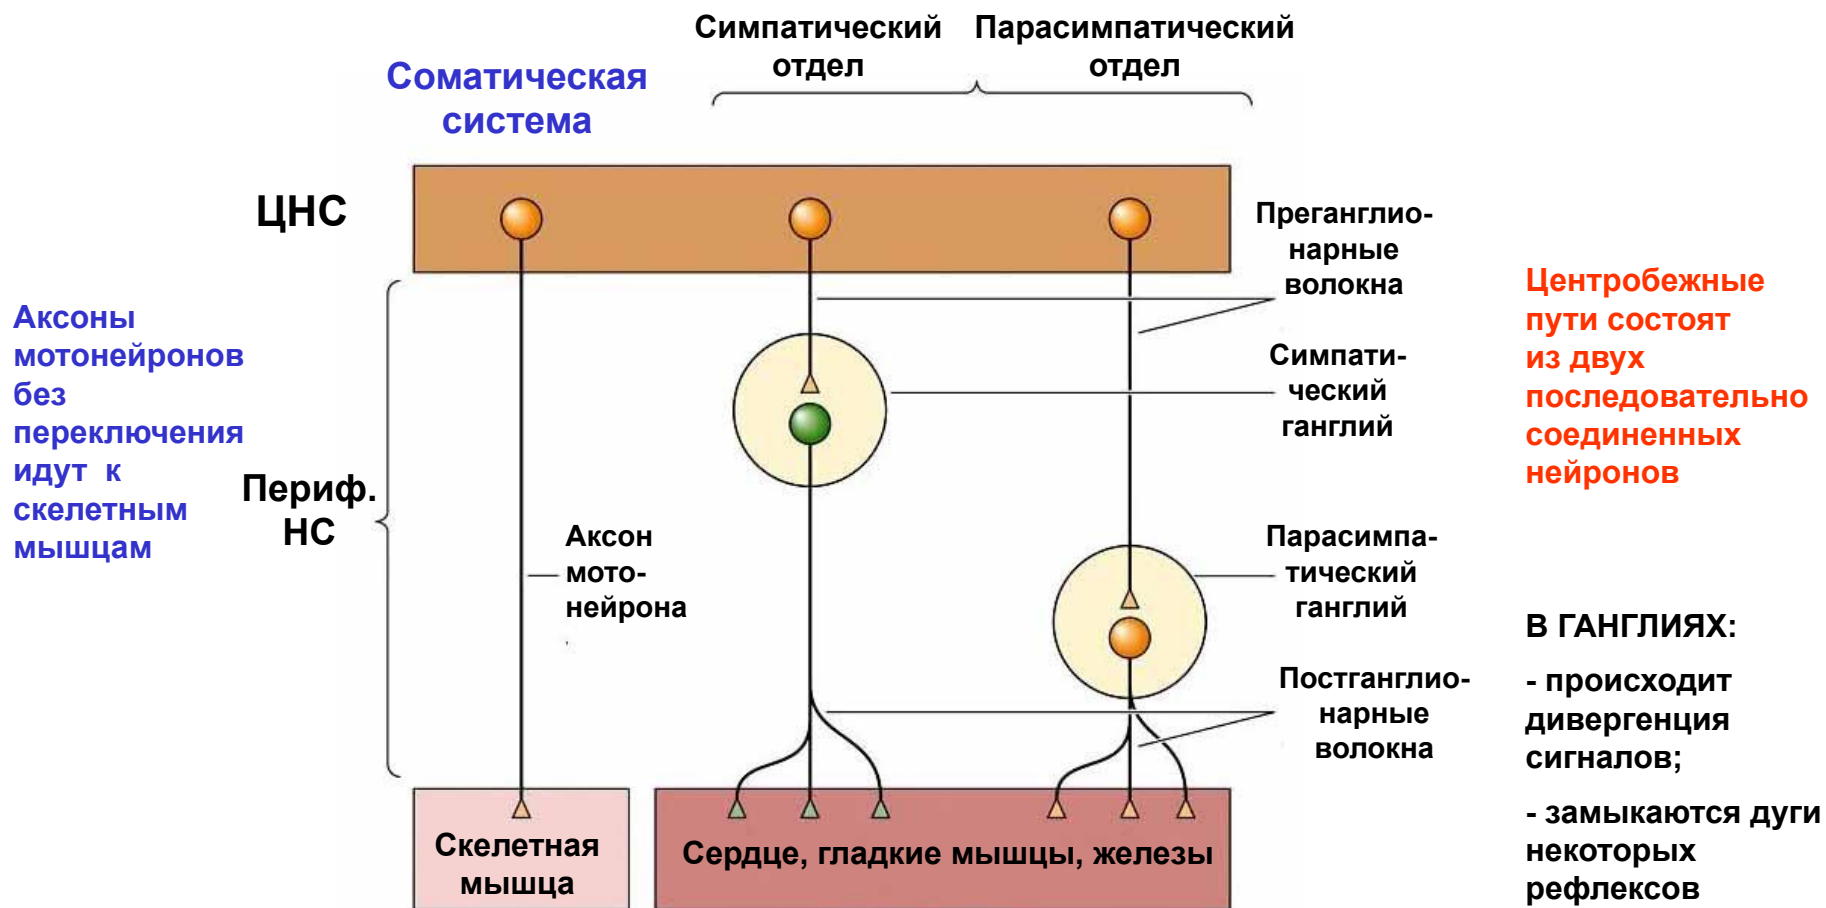 Симпатический
отдел
Парасимпатический
отдел
Соматическая
система
ЦНС
Преганглио-
нарные
волокна
Аксоны
мотонейронов
без
переключения
идут к
скелетным
мышцам
Центробежные
пути состоят
из двух
последовательно
соединенных
нейронов
Симпати-
ческий
ганглий
Периф.
НС
Аксон
мото-
нейрона
Парасимпа-
тический
ганглий
В ГАНГЛИЯХ:
- происходит
дивергенция
сигналов;
- замыкаются дуги
некоторых
рефлексов
Постганглио-
нарные
волокна
Скелетная
мышца
Сердце, гладкие мышцы, железы